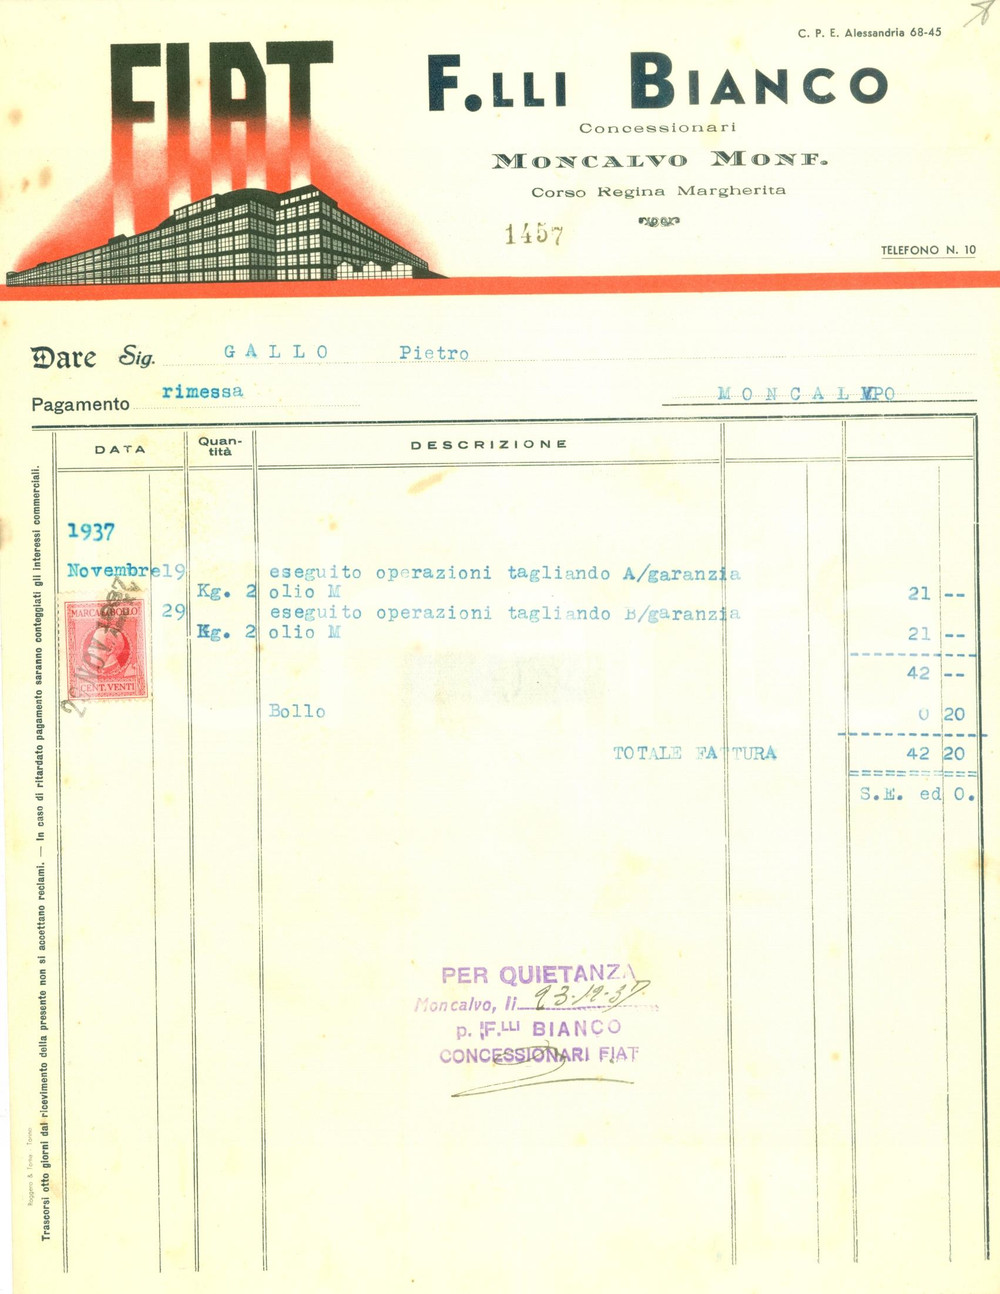 C. P. E. Alessandria 68-45
FIAT
F.LLI BIANCO
Concessionari
MONCALVO MONF.
Corso Regina Margherita
1457
TELEFONO N. 10
Dare Sig. GALLO Pietro
Pagamento rimessa
DATA Quan-tità DESCRIZIONE
1937
Novembre 19 eseguito operazioni tagliando A/garanzia
Kg. 2 olio M 21 --
29 eseguito operazioni tagliando B/garanzia
Kg. 2 olio M 21 --
42 --
MARCA DA BOLLO
CENT. VENTI
Bollo 0 20
TOTALE FATTURA 42 20
S.E. ed O.
PER QUIETANZA
Moncalvo, li 23-12-37
p. F.LLI BIANCO
CONCESSIONARI FIAT
Trascorsi otto giorni dal ricevimento della presente non si accettano reclami. — In caso di ritardato pagamento saranno conteggiati gli interessi commerciali.